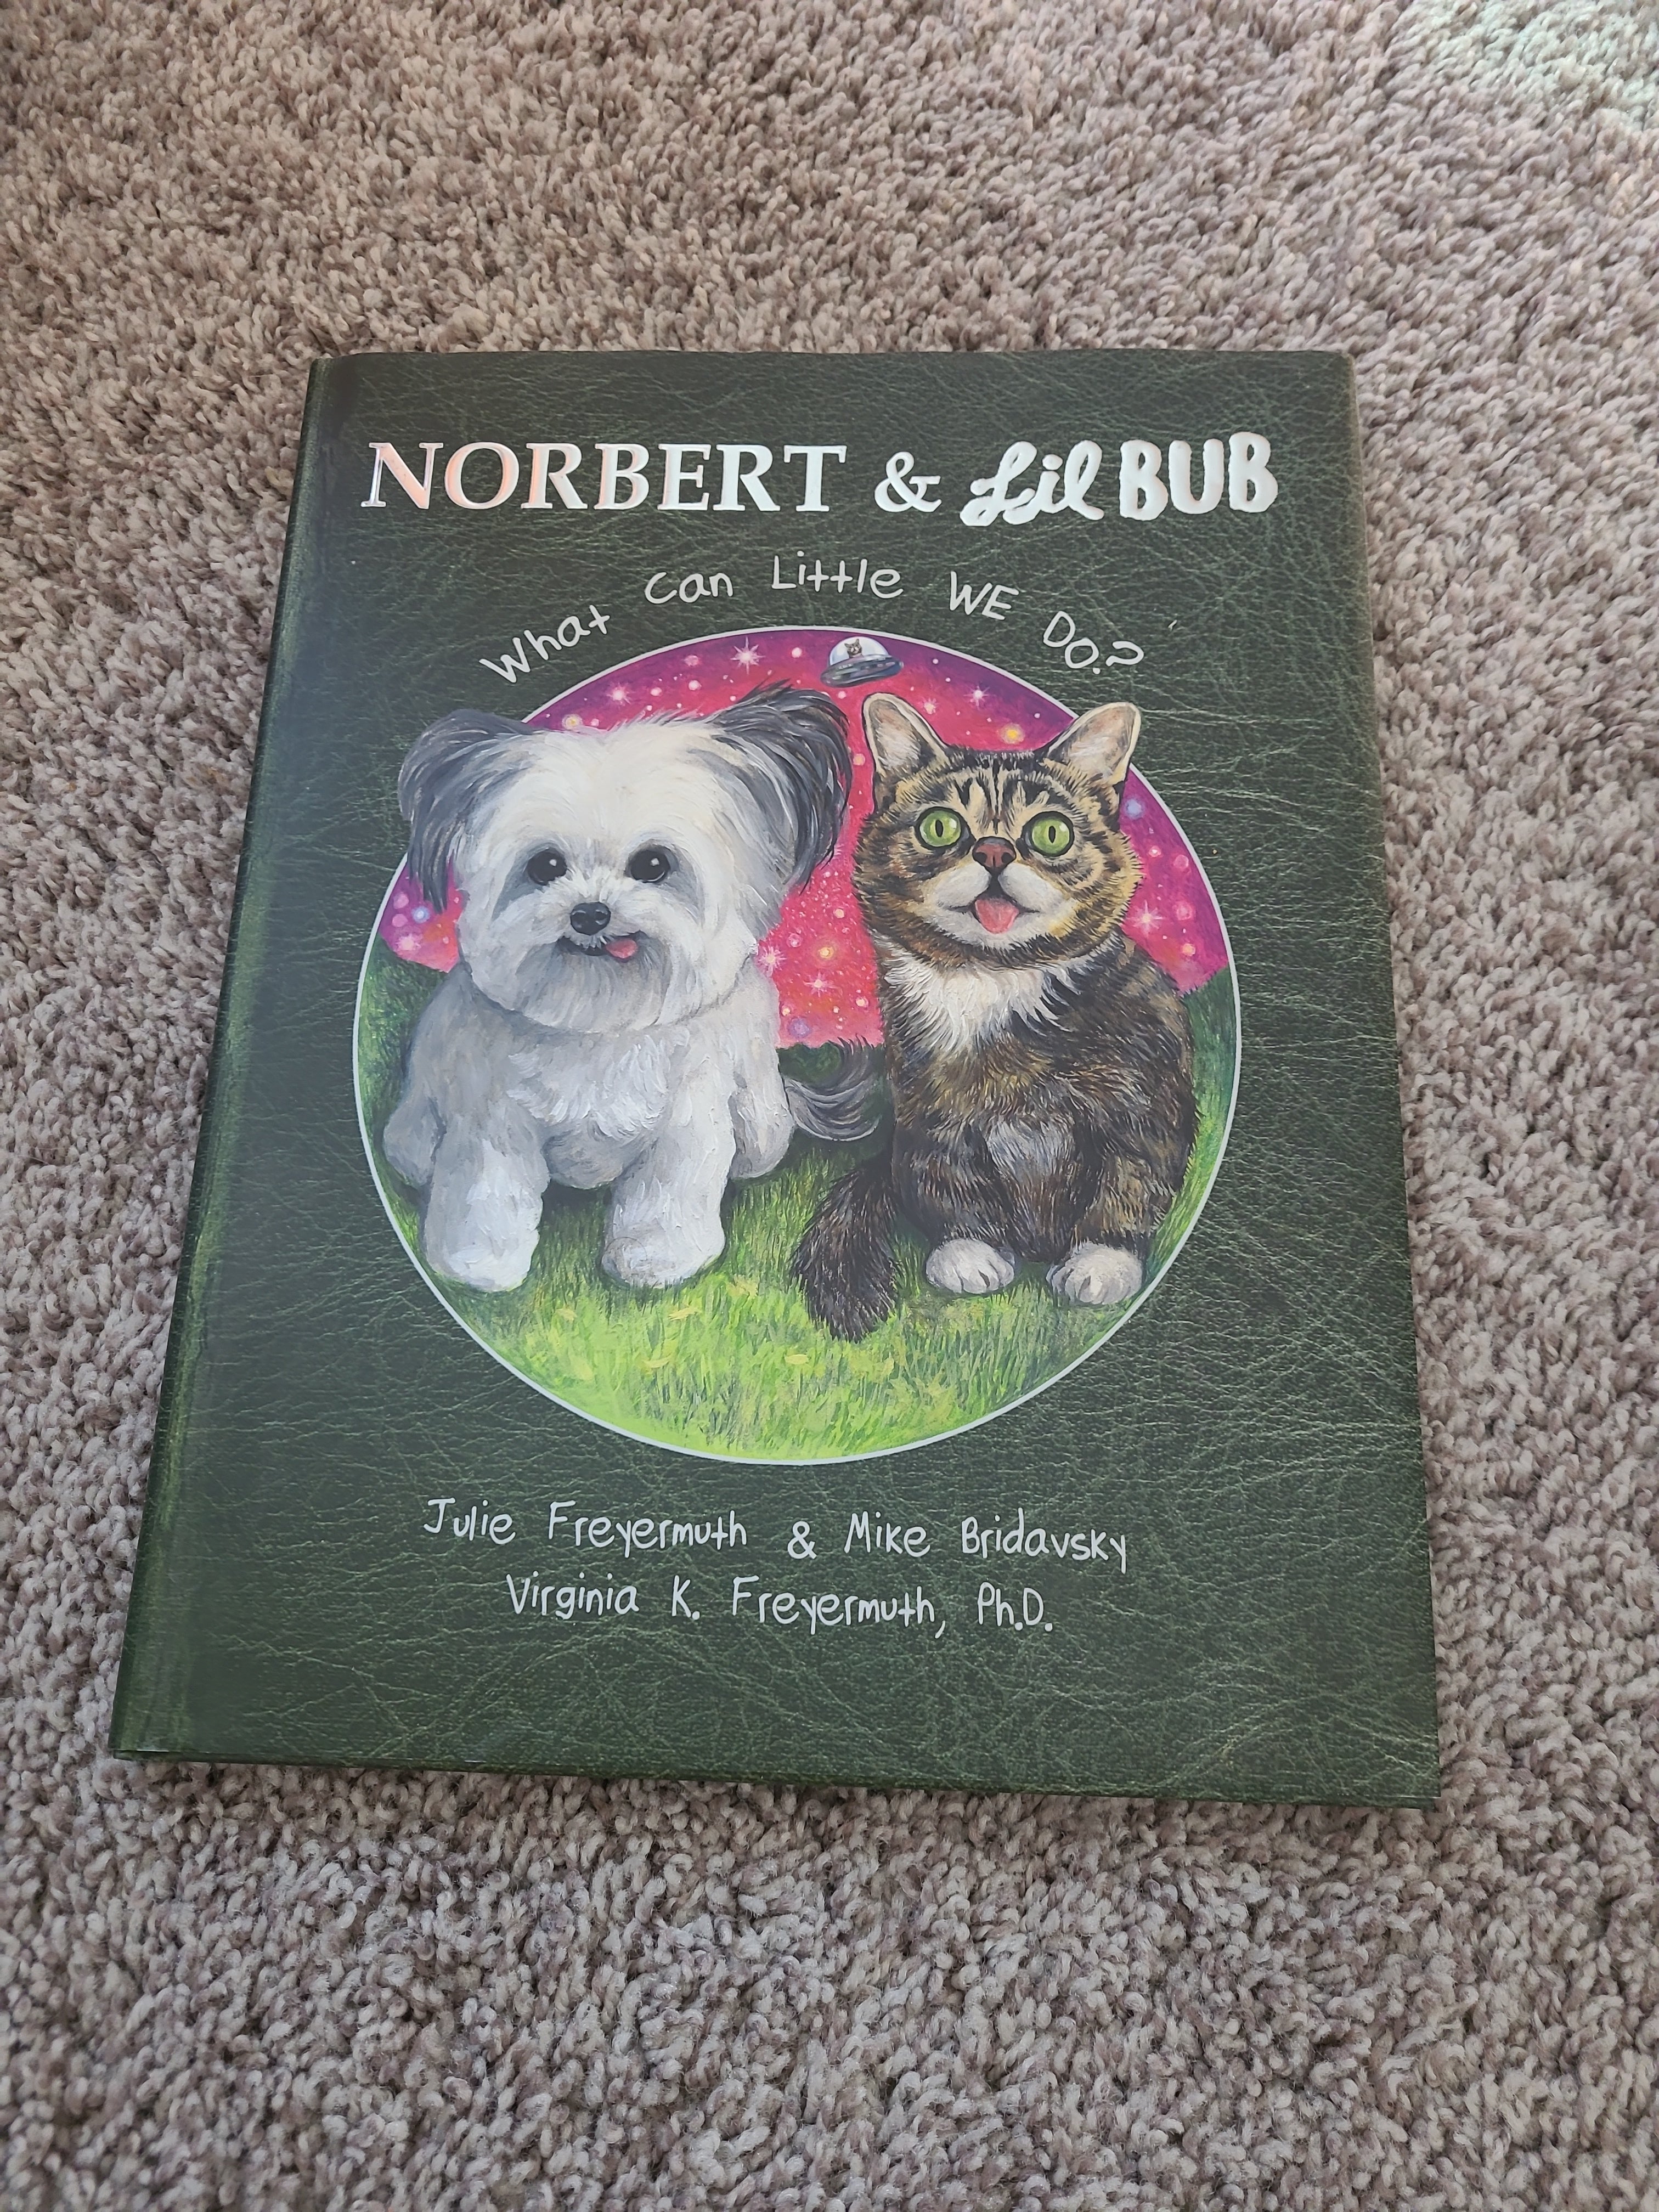 NORBERT & Lil BUB
What Can Little WE DO?
Julie Freyermuth & Mike Bridavsky
Virginia K. Freyermuth, Ph.D.